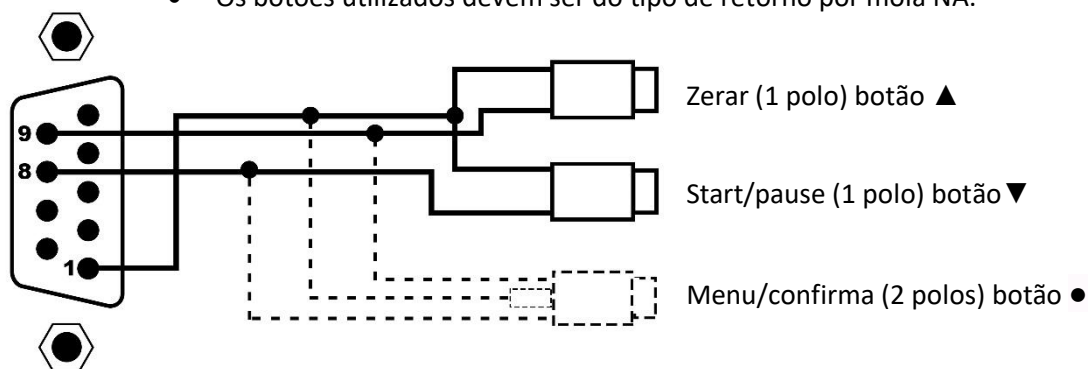 • Os botões utilizados devem ser do tipo de retorno por mola NA.
Zerar (1 polo) botão ▲
9
8
Start/pause (1 polo) botão ▼
1
Menu/confirma (2 polos) botão ●